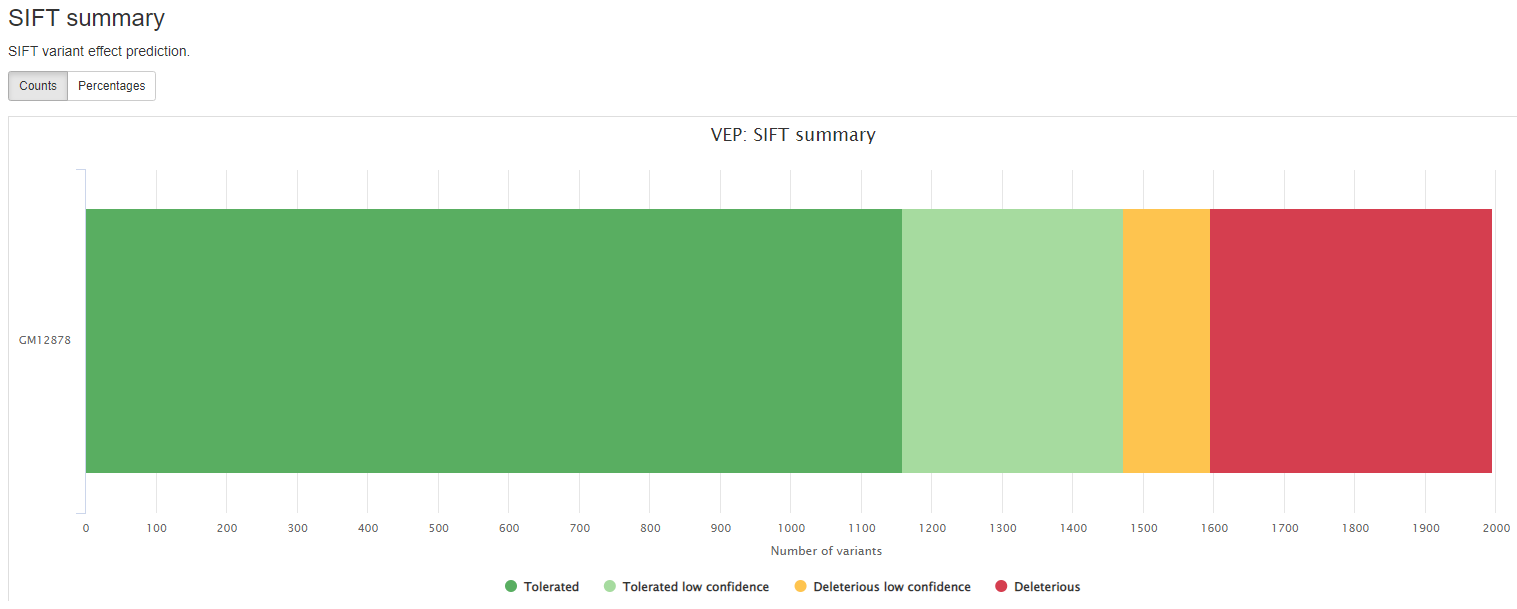 SIFT summary
SIFT variant effect prediction.
Counts Percentages
VEP: SIFT summary
GM12878
0 100 200 300 400 500 600 700 800 900 1000 1100 1200 1300 1400 1500 1600 1700 1800 1900 2000
Number of variants
Tolerated Tolerated low confidence Deleterious low confidence Deleterious